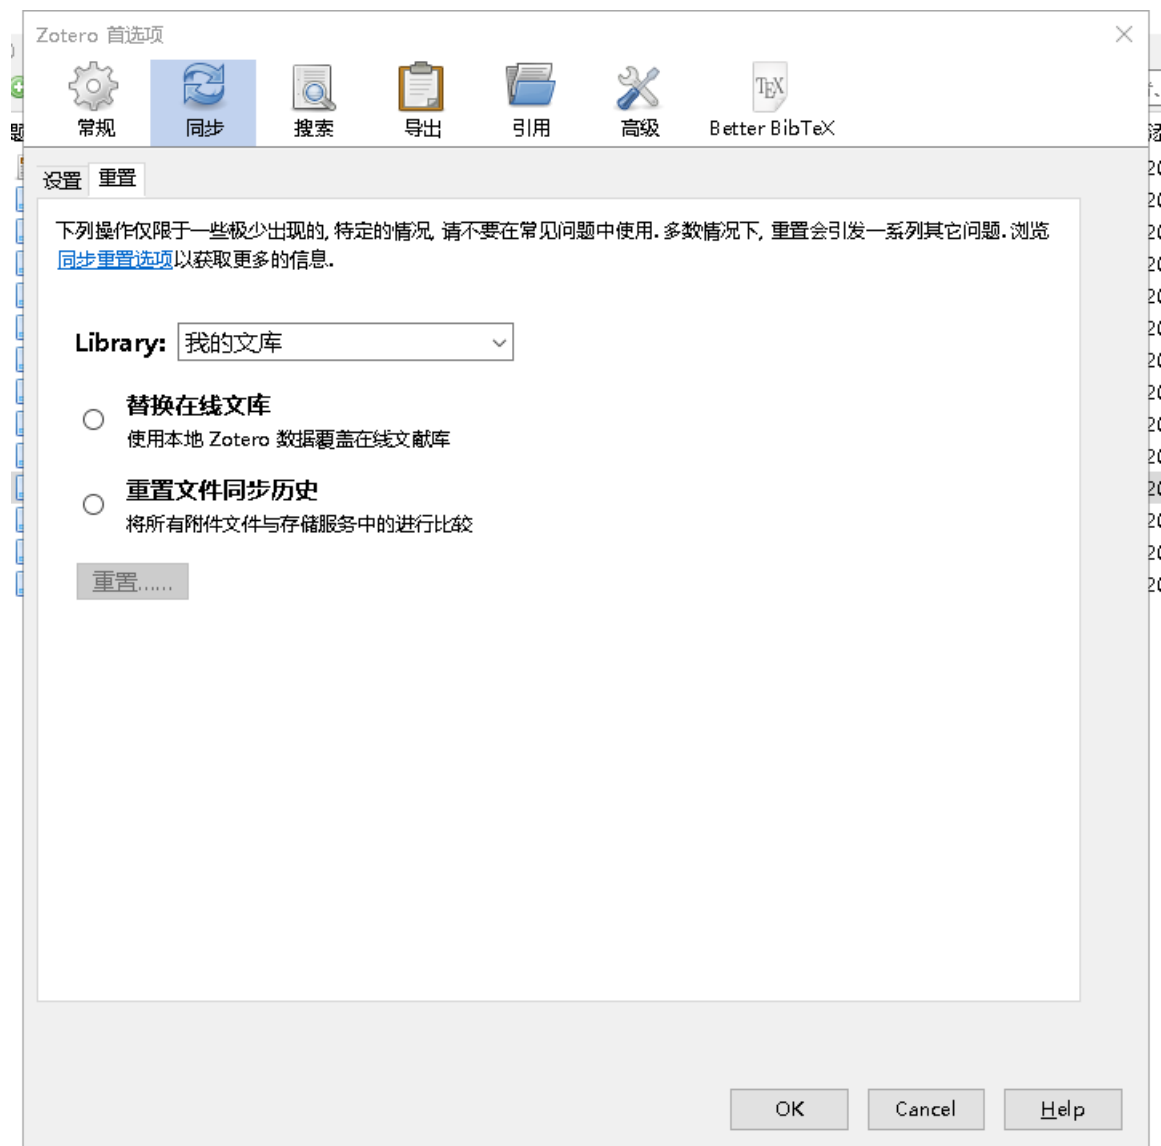 Zotero 首选项
常规
同步
搜索
导出
引用
高级
TEX
Better BibTeX
设置
重置
下列操作仅限于一些极少出现的, 特定的情况, 请不要在常见问题中使用. 多数情况下, 重置会引发一系列其它问题. 浏览
同步重置选项以获取更多的信息.
Library: 我的文库
替换在线文库
使用本地 Zotero 数据覆盖在线文献库
重置文件同步历史
将所有附件文件与存储服务中的进行比较
重置......
OK
Cancel
Help